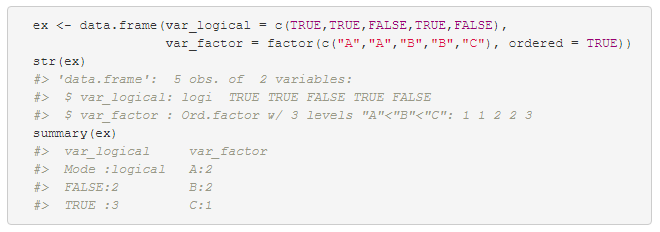 ex <- data.frame(var_logical = c(TRUE,TRUE,FALSE,TRUE,FALSE),
                 var_factor = factor(c("A","A","B","B","C"), ordered = TRUE))
str(ex)
#> 'data.frame':  5 obs. of  2 variables:
#>  $ var_logical: logi  TRUE TRUE FALSE TRUE FALSE
#>  $ var_factor : Ord.factor w/ 3 levels "A"<"B"<"C": 1 1 2 2 3
summary(ex)
#>  var_logical     var_factor
#>  Mode :logical   A:2
#>  FALSE:2         B:2
#>  TRUE :3         C:1